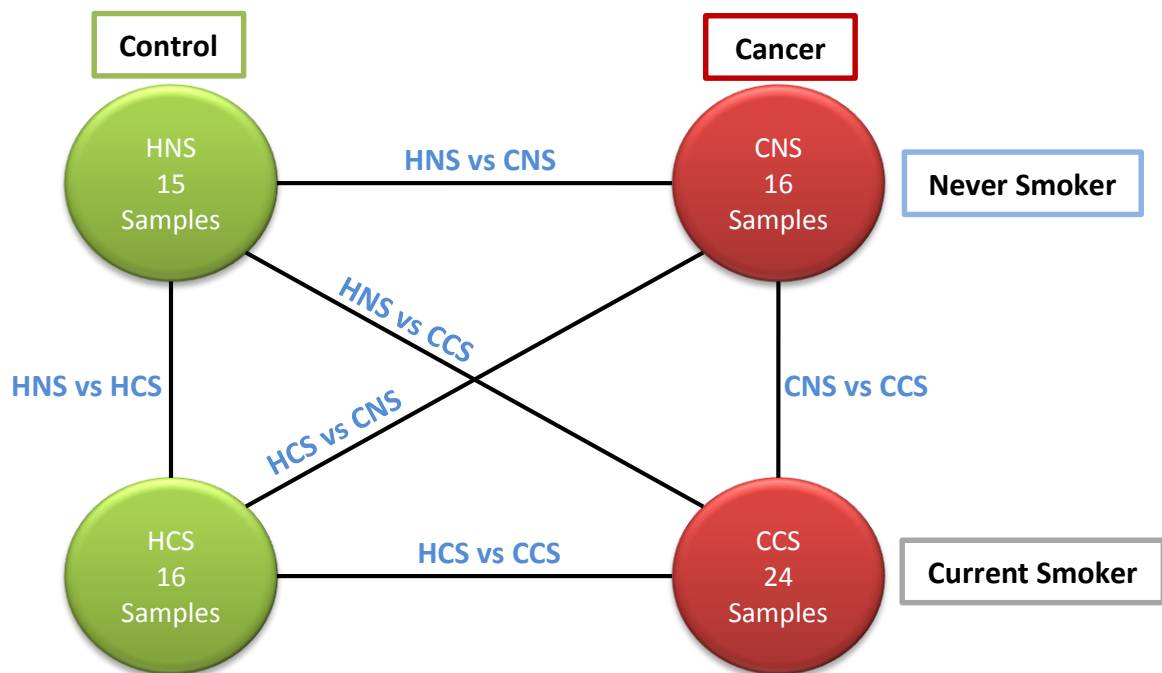 Control
Cancer
HNS
15
Samples
HNS vs CNS
CNS
16
Samples
Never Smoker
HNS vs CCS
HNS vs HCS
HCS vs CNS
CNS vs CCS
HCS
16
Samples
HCS vs CCS
CCS
24
Samples
Current Smoker